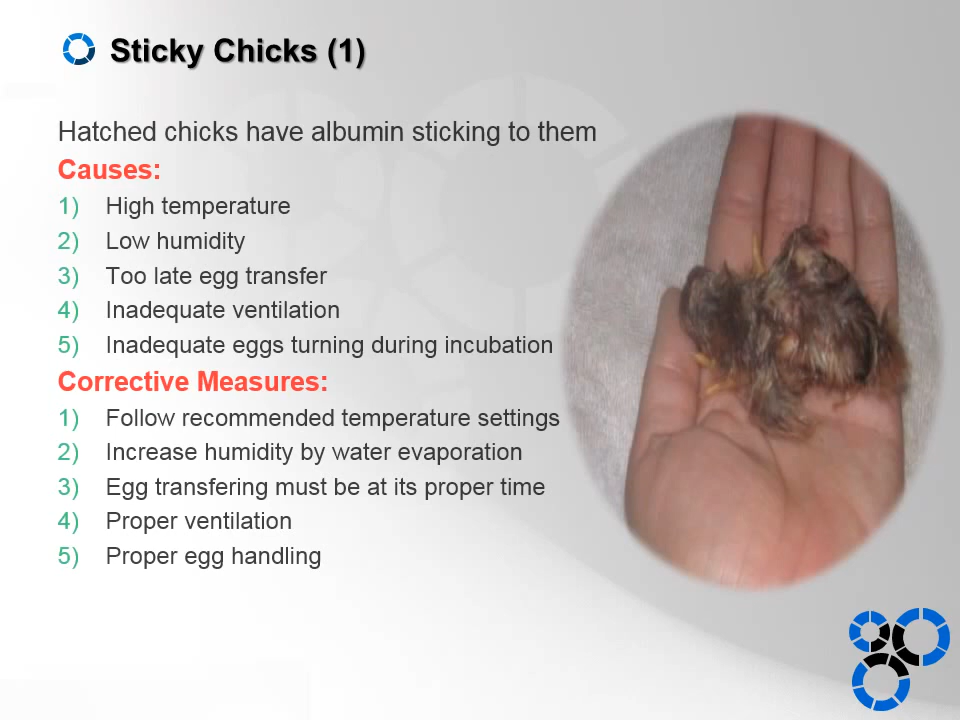 Sticky Chicks (1)
Hatched chicks have albumin sticking to them
Causes:
1) High temperature
2) Low humidity
3) Too late egg transfer
4) Inadequate ventilation
5) Inadequate eggs turning during incubation
Corrective Measures:
1) Follow recommended temperature settings
2) Increase humidity by water evaporation
3) Egg transfering must be at its proper time
4) Proper ventilation
5) Proper egg handling